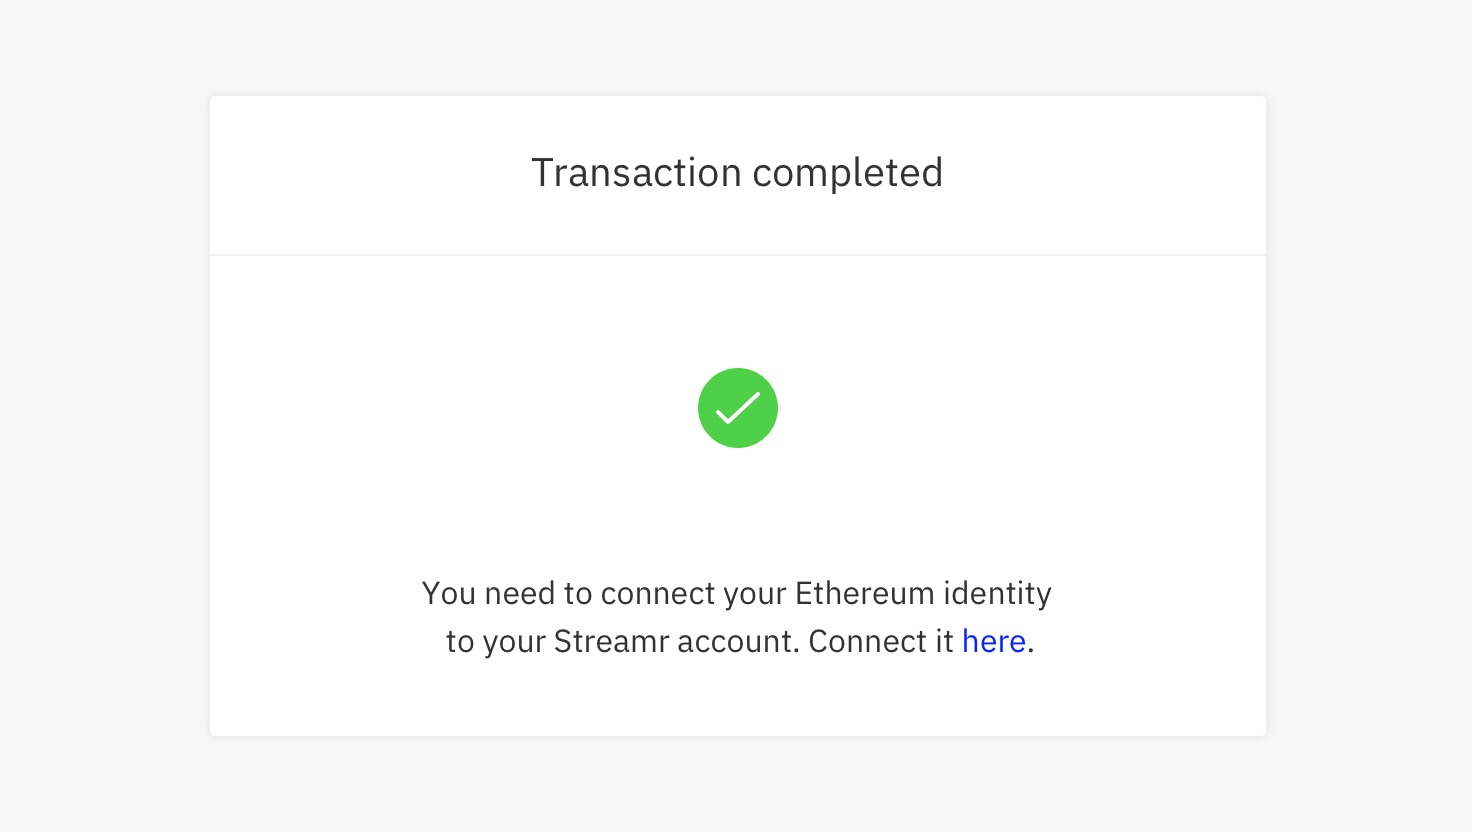 Transaction completed
You need to connect your Ethereum identity
to your Streamr account. Connect it here.